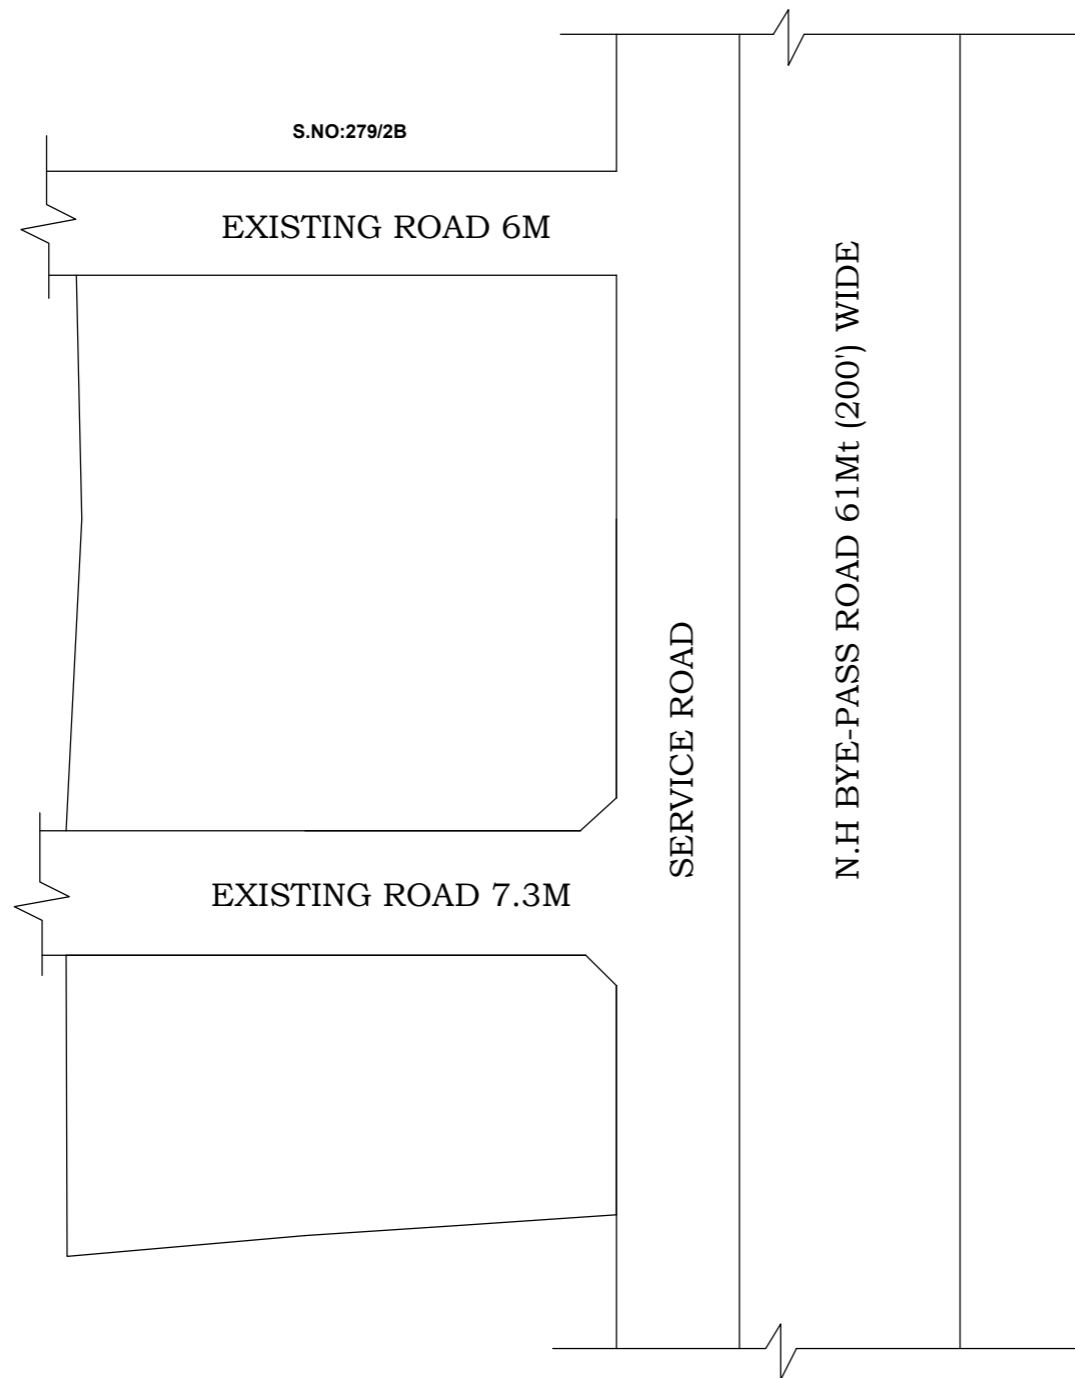 S.NO:279/2B
EXISTING ROAD 6M
N.H BYE-PASS ROAD 61Mt (200') WIDE
SERVICE ROAD
EXISTING ROAD 7.3M